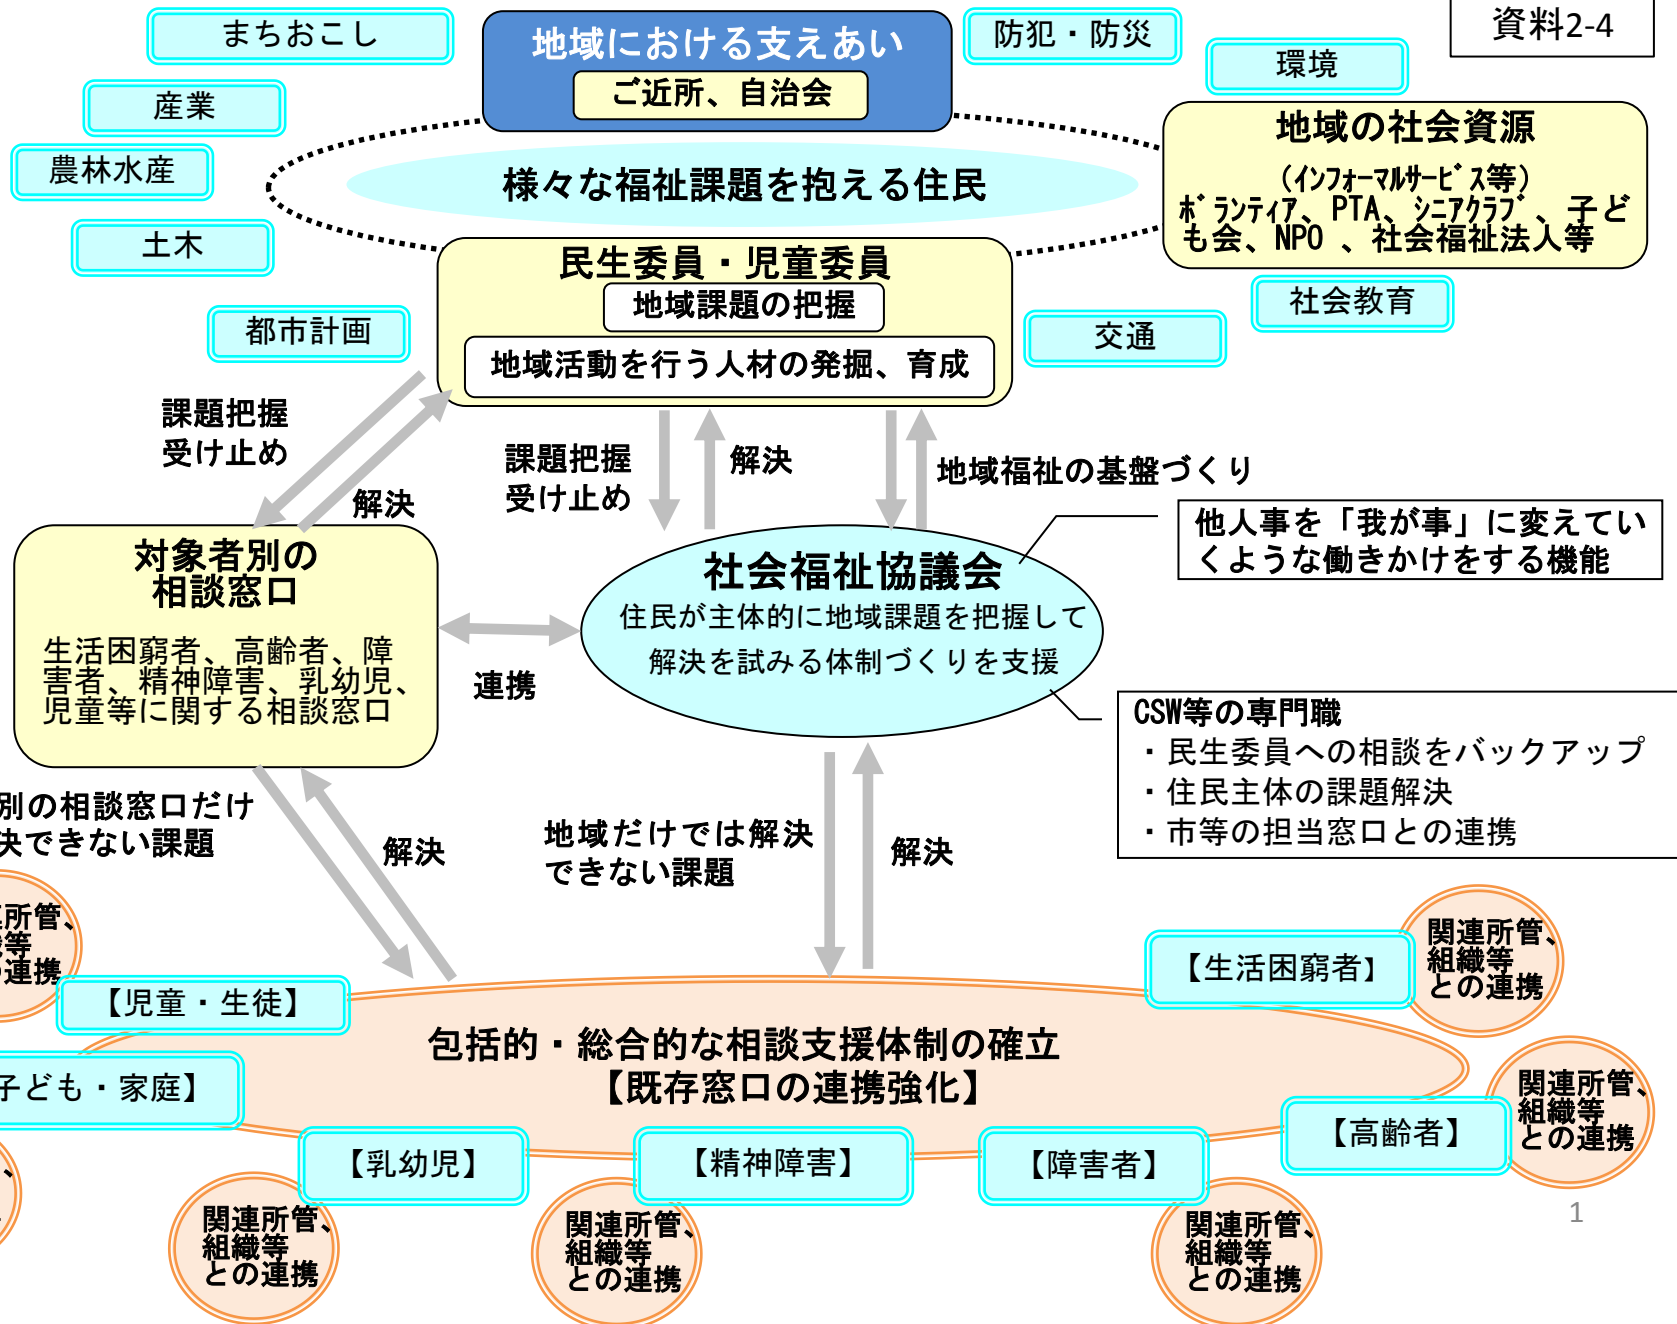 資料2-4
まちおこし
地域における支えあい
ご近所、自治会
防犯・防災
環境
産業
農林水産
土木
都市計画
様々な福祉課題を抱える住民
地域の社会資源
（ｲﾝﾌｫｰﾏﾙｻｰﾋﾞｽ等）
ﾎﾞﾗﾝﾃｨｱ、PTA、ｼﾆｱｸﾗﾌﾞ、子ど
も会、NPO 、社会福祉法人等
社会教育
交通
民生委員・児童委員
地域課題の把握
地域活動を行う人材の発掘、育成
課題把握
受け止め
解決
課題把握
受け止め
解決
地域福祉の基盤づくり
他人事を「我が事」に変えてい
くような働きかけをする機能
対象者別の
相談窓口
生活困窮者、高齢者、障
害者、精神障害、乳幼児、
児童等に関する相談窓口
連携
社会福祉協議会
住民が主体的に地域課題を把握して
解決を試みる体制づくりを支援
CSW等の専門職
・民生委員への相談をバックアップ
・住民主体の課題解決
・市等の担当窓口との連携
別の相談窓口だけ
決できない課題
解決
地域だけでは解決
できない課題
解決
所管、
等
連携
【児童・生徒】
子ども・家庭】
包括的・総合的な相談支援体制の確立
【既存窓口の連携強化】
【生活困窮者】
関連所管、
組織等
との連携
【高齢者】
関連所管、
組織等
との連携
【乳幼児】
【精神障害】
【障害者】
関連所管、
組織等
との連携
関連所管、
組織等
との連携
関連所管、
組織等
との連携
1